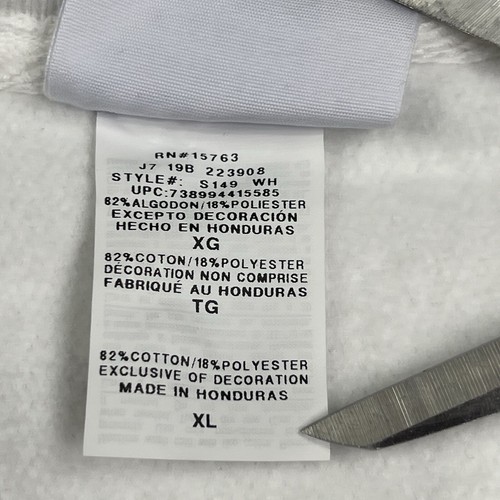 RN#15763
J7 19B 223908
STYLE#: S149 WH
UPC:738994415585
82%ALGODON/18%POLIESTER
EXCEPTO DECORACIÓN
HECHO EN HONDURAS
XG
82%COTON/18%POLYESTER
DÉCORATION NON COMPRISE
FABRIQUÉ AU HONDURAS
TG
82%COTTON/18%POLYESTER
EXCLUSIVE OF DECORATION
MADE IN HONDURAS
XL